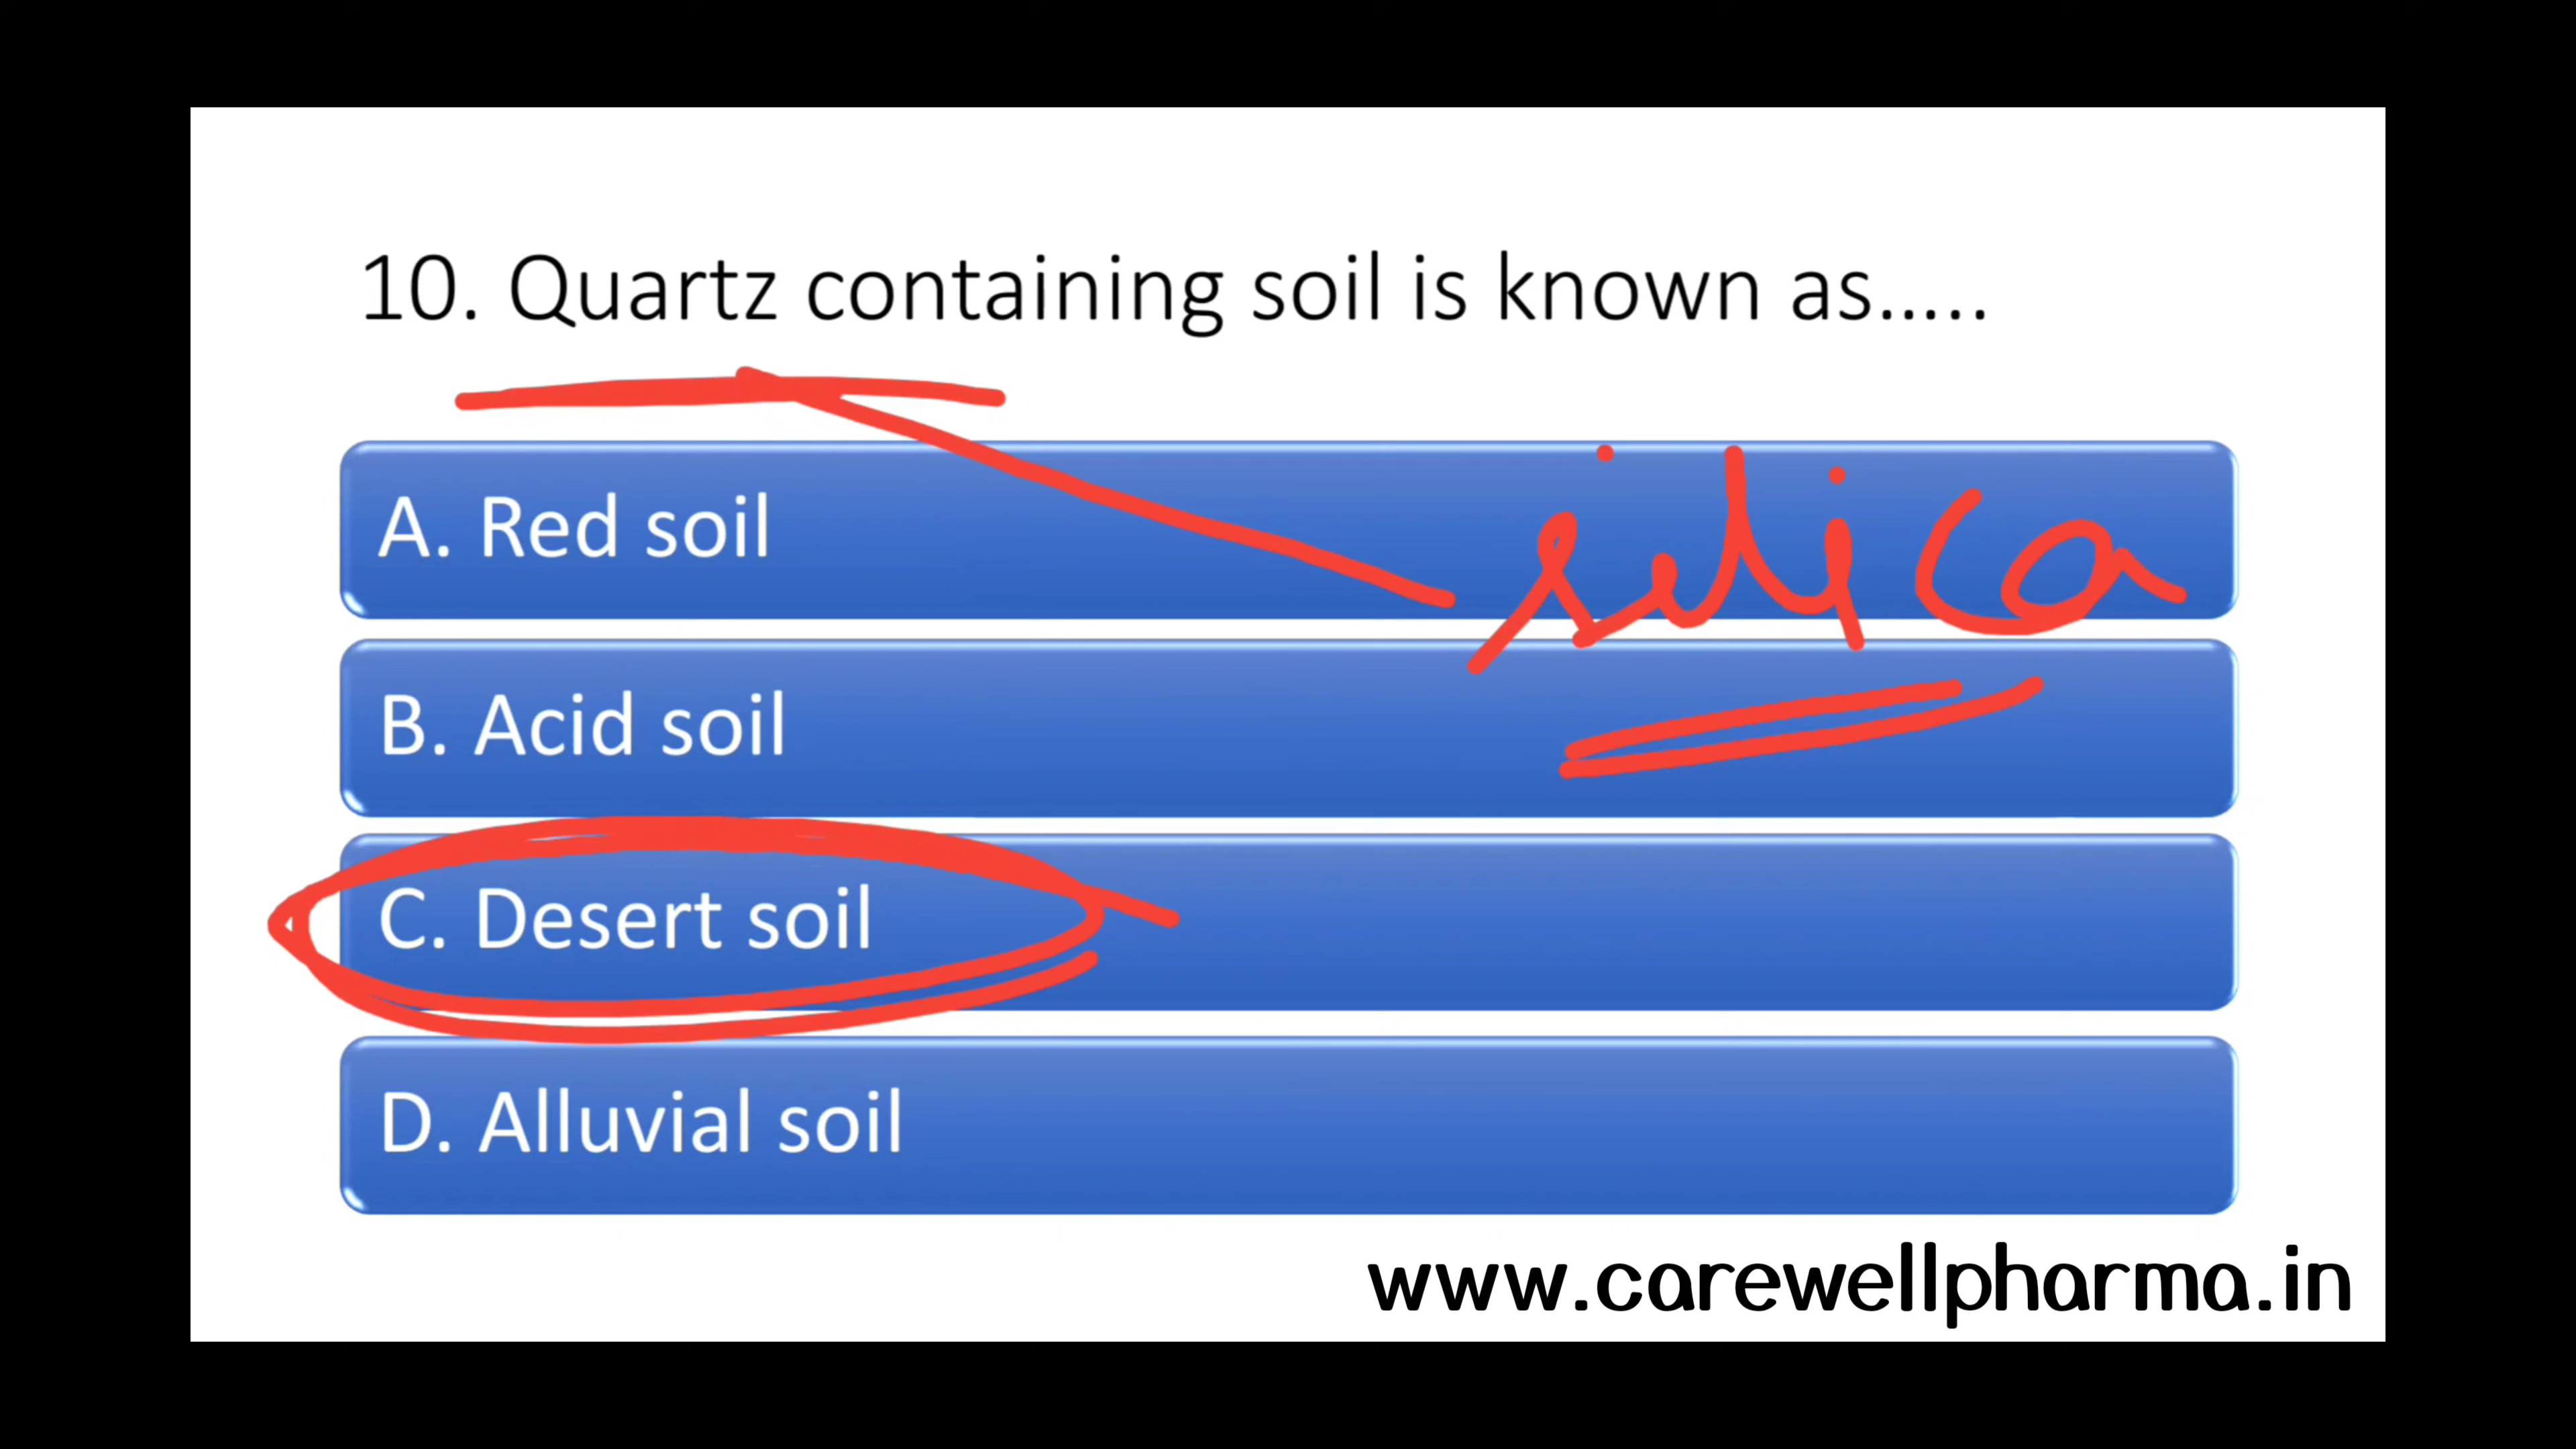 10. Quartz containing soil is known as.....
A. Red soil
silica
B. Acid soil
C. Desert soil
D. Alluvial soil
www.carewellpharma.in